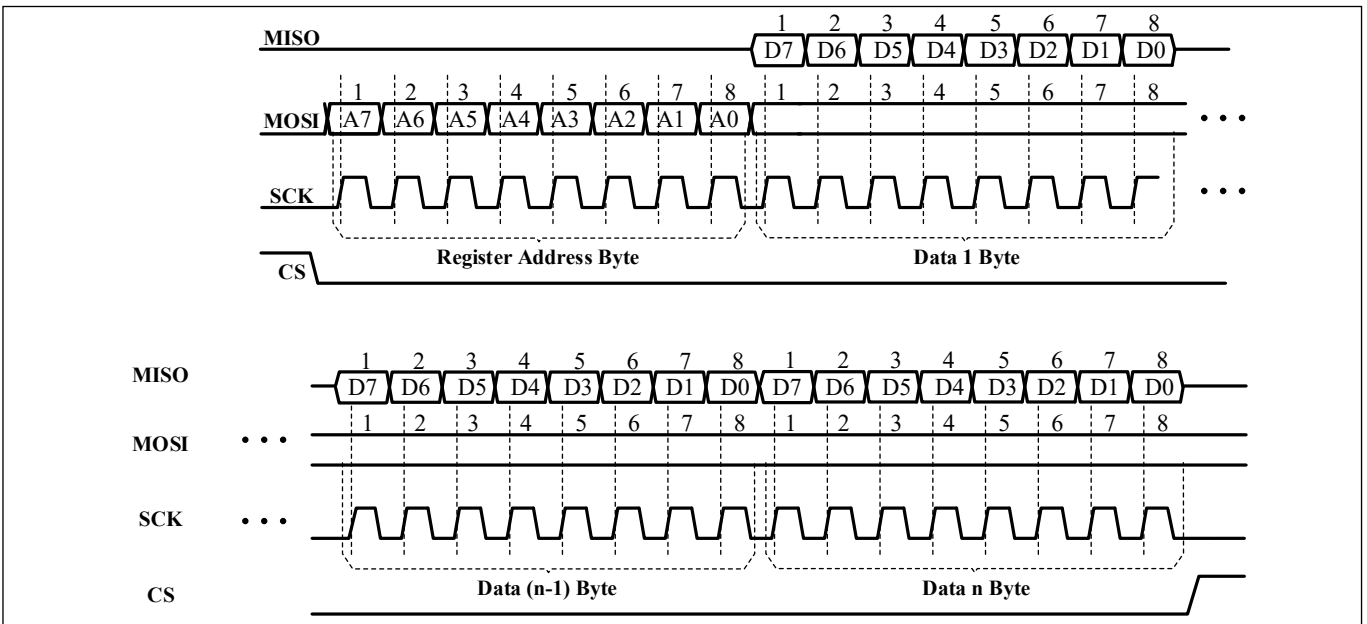 1 2 3 4 5 6 7 8
MISO D7 D6 D5 D4 D3 D2 D1 D0
1 2 3 4 5 6 7 8 1 2 3 4 5 6 7 8
MOSI A7 A6 A5 A4 A3 A2 A1 A0 • • •
SCK • • •
Register Address Byte Data 1 Byte
CS
1 2 3 4 5 6 7 8 1 2 3 4 5 6 7 8
MISO D7 D6 D5 D4 D3 D2 D1 D0 D7 D6 D5 D4 D3 D2 D1 D0
1 2 3 4 5 6 7 8 1 2 3 4 5 6 7 8
MOSI • • •
SCK • • •
Data (n-1) Byte Data n Byte
CS